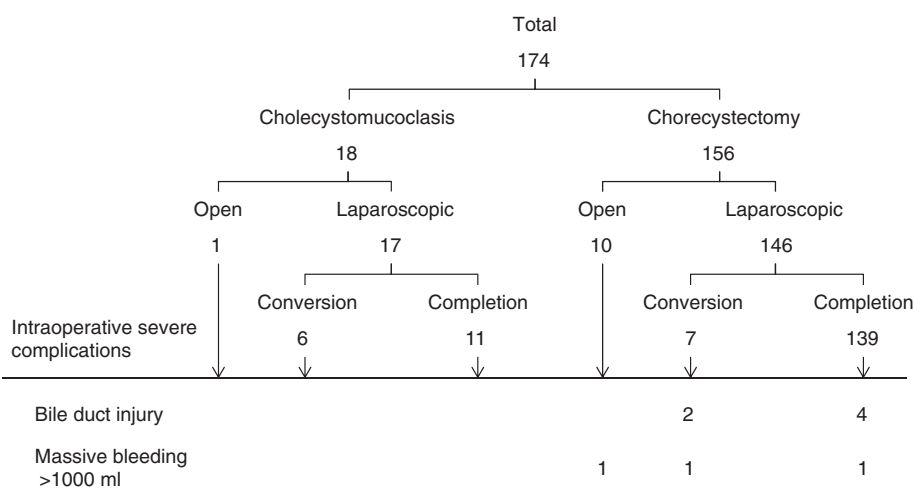 Total
174
Cholecystomucoclasis Chorecystectomy
18 156
Open Laparoscopic Open Laparoscopic
1 17 10 146
Conversion Completion Conversion Completion
Intraoperative severe
complications
6 11 7 139
Bile duct injury 2 4
Massive bleeding
>1000 ml
1 1 1